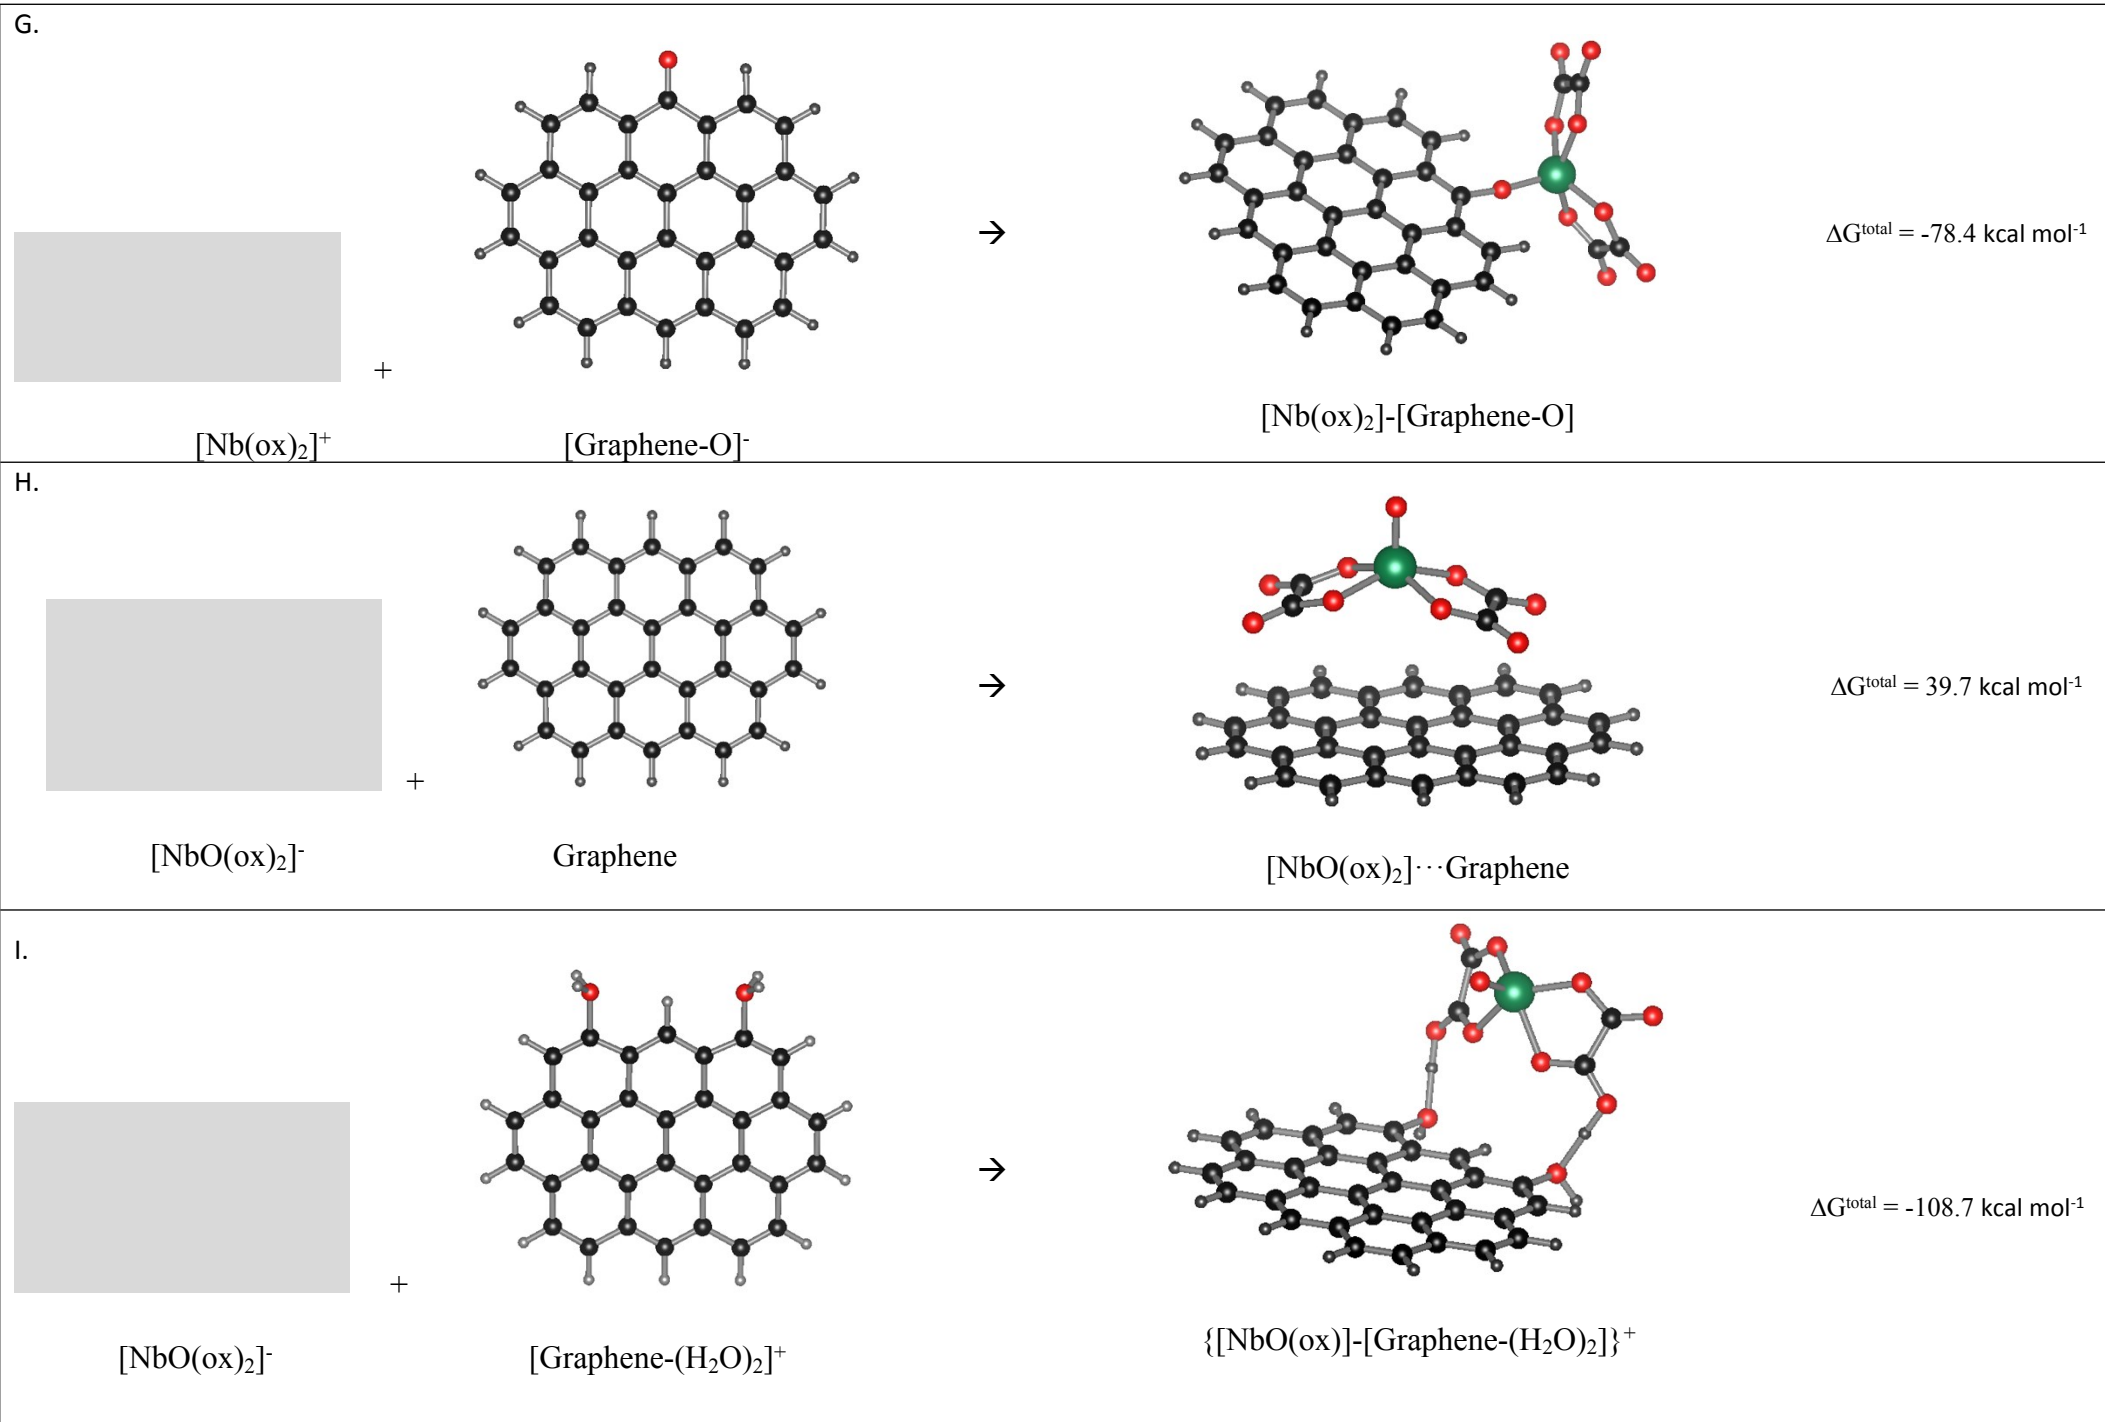 G.
+
→
ΔG^total = -78.4 kcal mol^-1
[Nb(ox)₂]⁺
[Graphene-O]⁻
[Nb(ox)₂]-[Graphene-O]
H.
+
→
ΔG^total = 39.7 kcal mol^-1
[NbO(ox)₂]⁻
Graphene
[NbO(ox)₂]···Graphene
I.
+
→
ΔG^total = -108.7 kcal mol^-1
[NbO(ox)₂]⁻
[Graphene-(H₂O)₂]⁺
{[NbO(ox)]-[Graphene-(H₂O)₂]}⁺